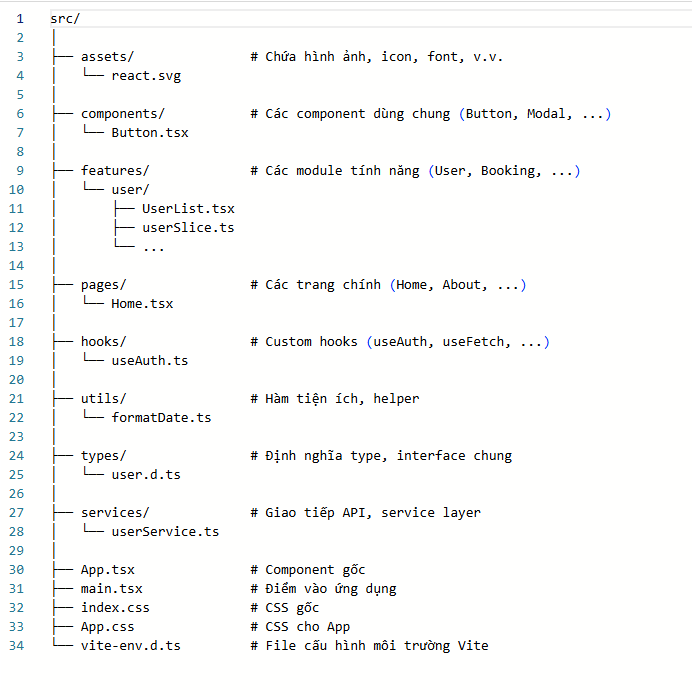 1 src/
2 │
3 ├── assets/ # Chứa hình ảnh, icon, font, v.v.
4 │   └── react.svg
5 │
6 ├── components/ # Các component dùng chung (Button, Modal, ...)
7 │   └── Button.tsx
8 │
9 ├── features/ # Các module tính năng (User, Booking, ...)
10 │   └── user/
11 │       ├── UserList.tsx
12 │       ├── userSlice.ts
13 │       └── ...
14 │
15 ├── pages/ # Các trang chính (Home, About, ...)
16 │   └── Home.tsx
17 │
18 ├── hooks/ # Custom hooks (useAuth, useFetch, ...)
19 │   └── useAuth.ts
20 │
21 ├── utils/ # Hàm tiện ích, helper
22 │   └── formatDate.ts
23 │
24 ├── types/ # Định nghĩa type, interface chung
25 │   └── user.d.ts
26 │
27 ├── services/ # Giao tiếp API, service layer
28 │   └── userService.ts
29 │
30 ├── App.tsx # Component gốc
31 ├── main.tsx # Điểm vào ứng dụng
32 ├── index.css # CSS gốc
33 ├── App.css # CSS cho App
34 └── vite-env.d.ts # File cấu hình môi trường Vite